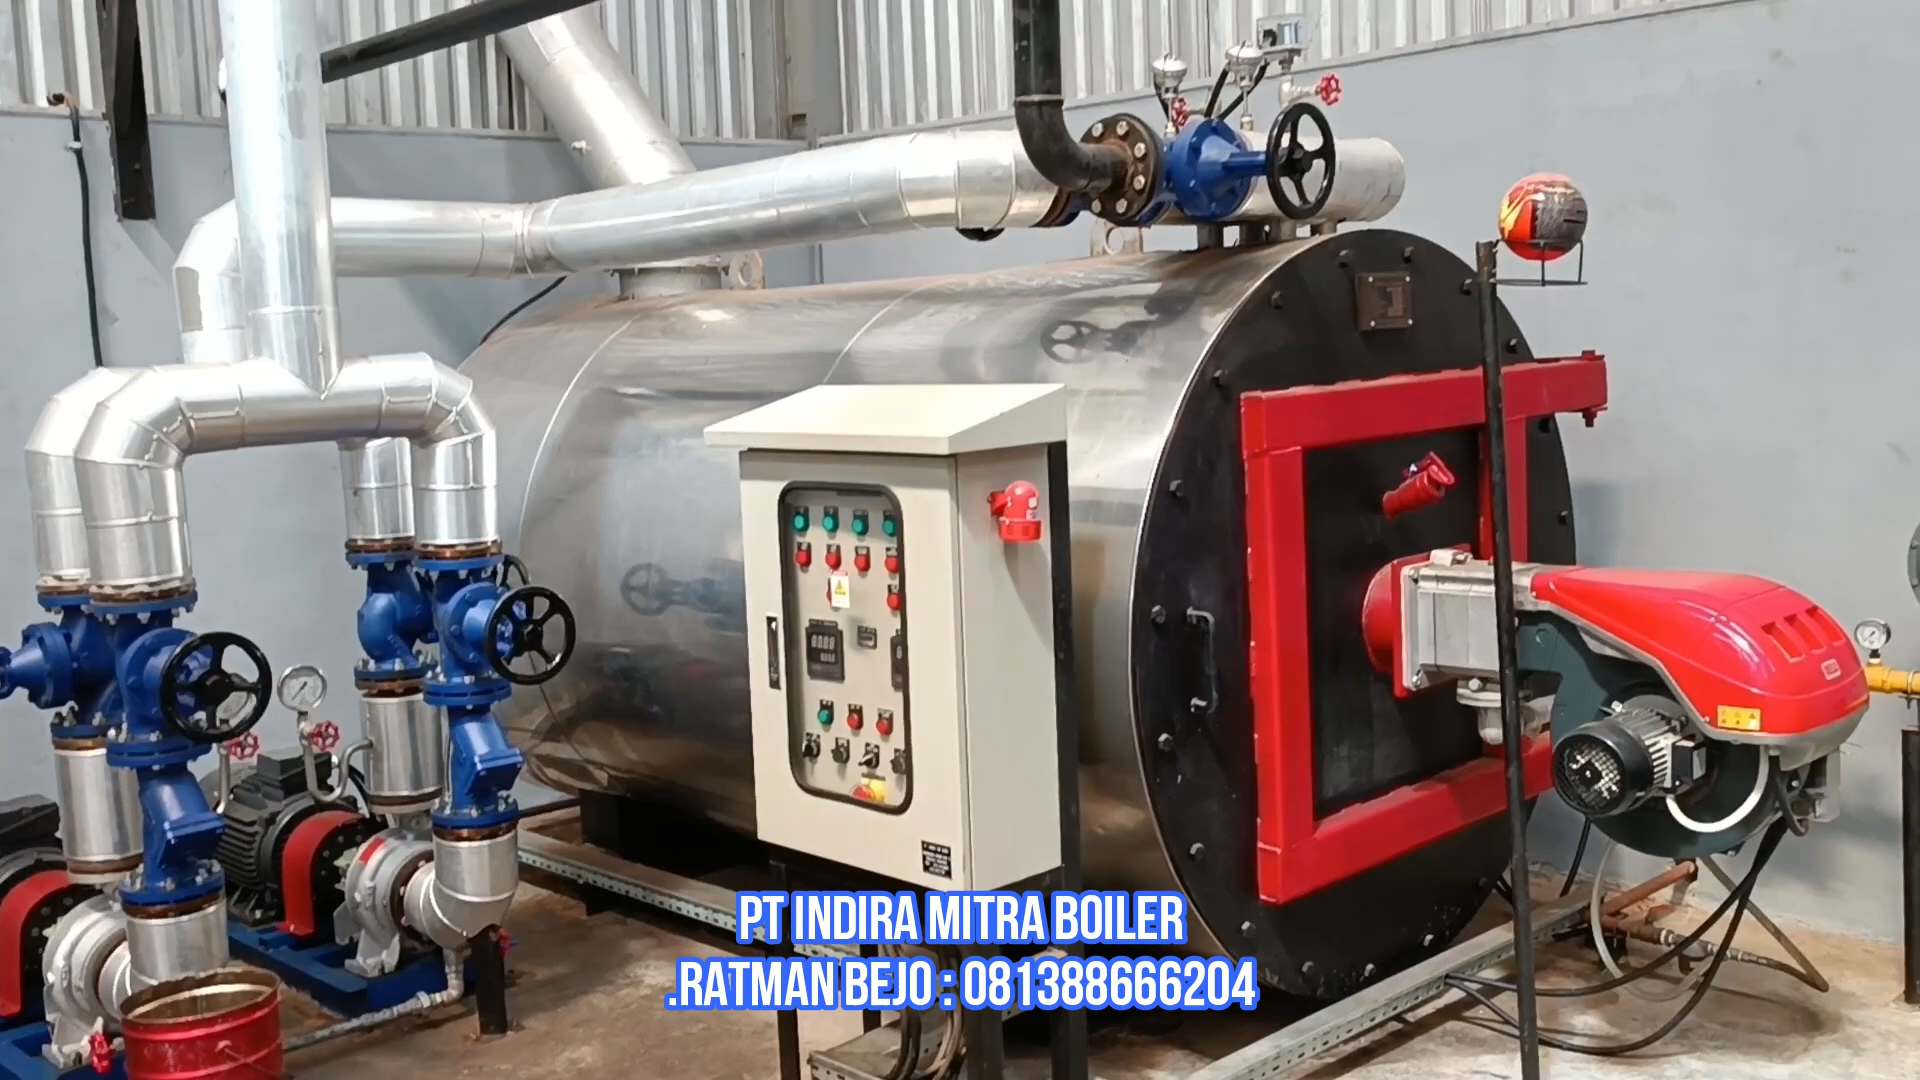 PT INDIRA MITRA BOILER
.RATMAN BEJO : 081388666204